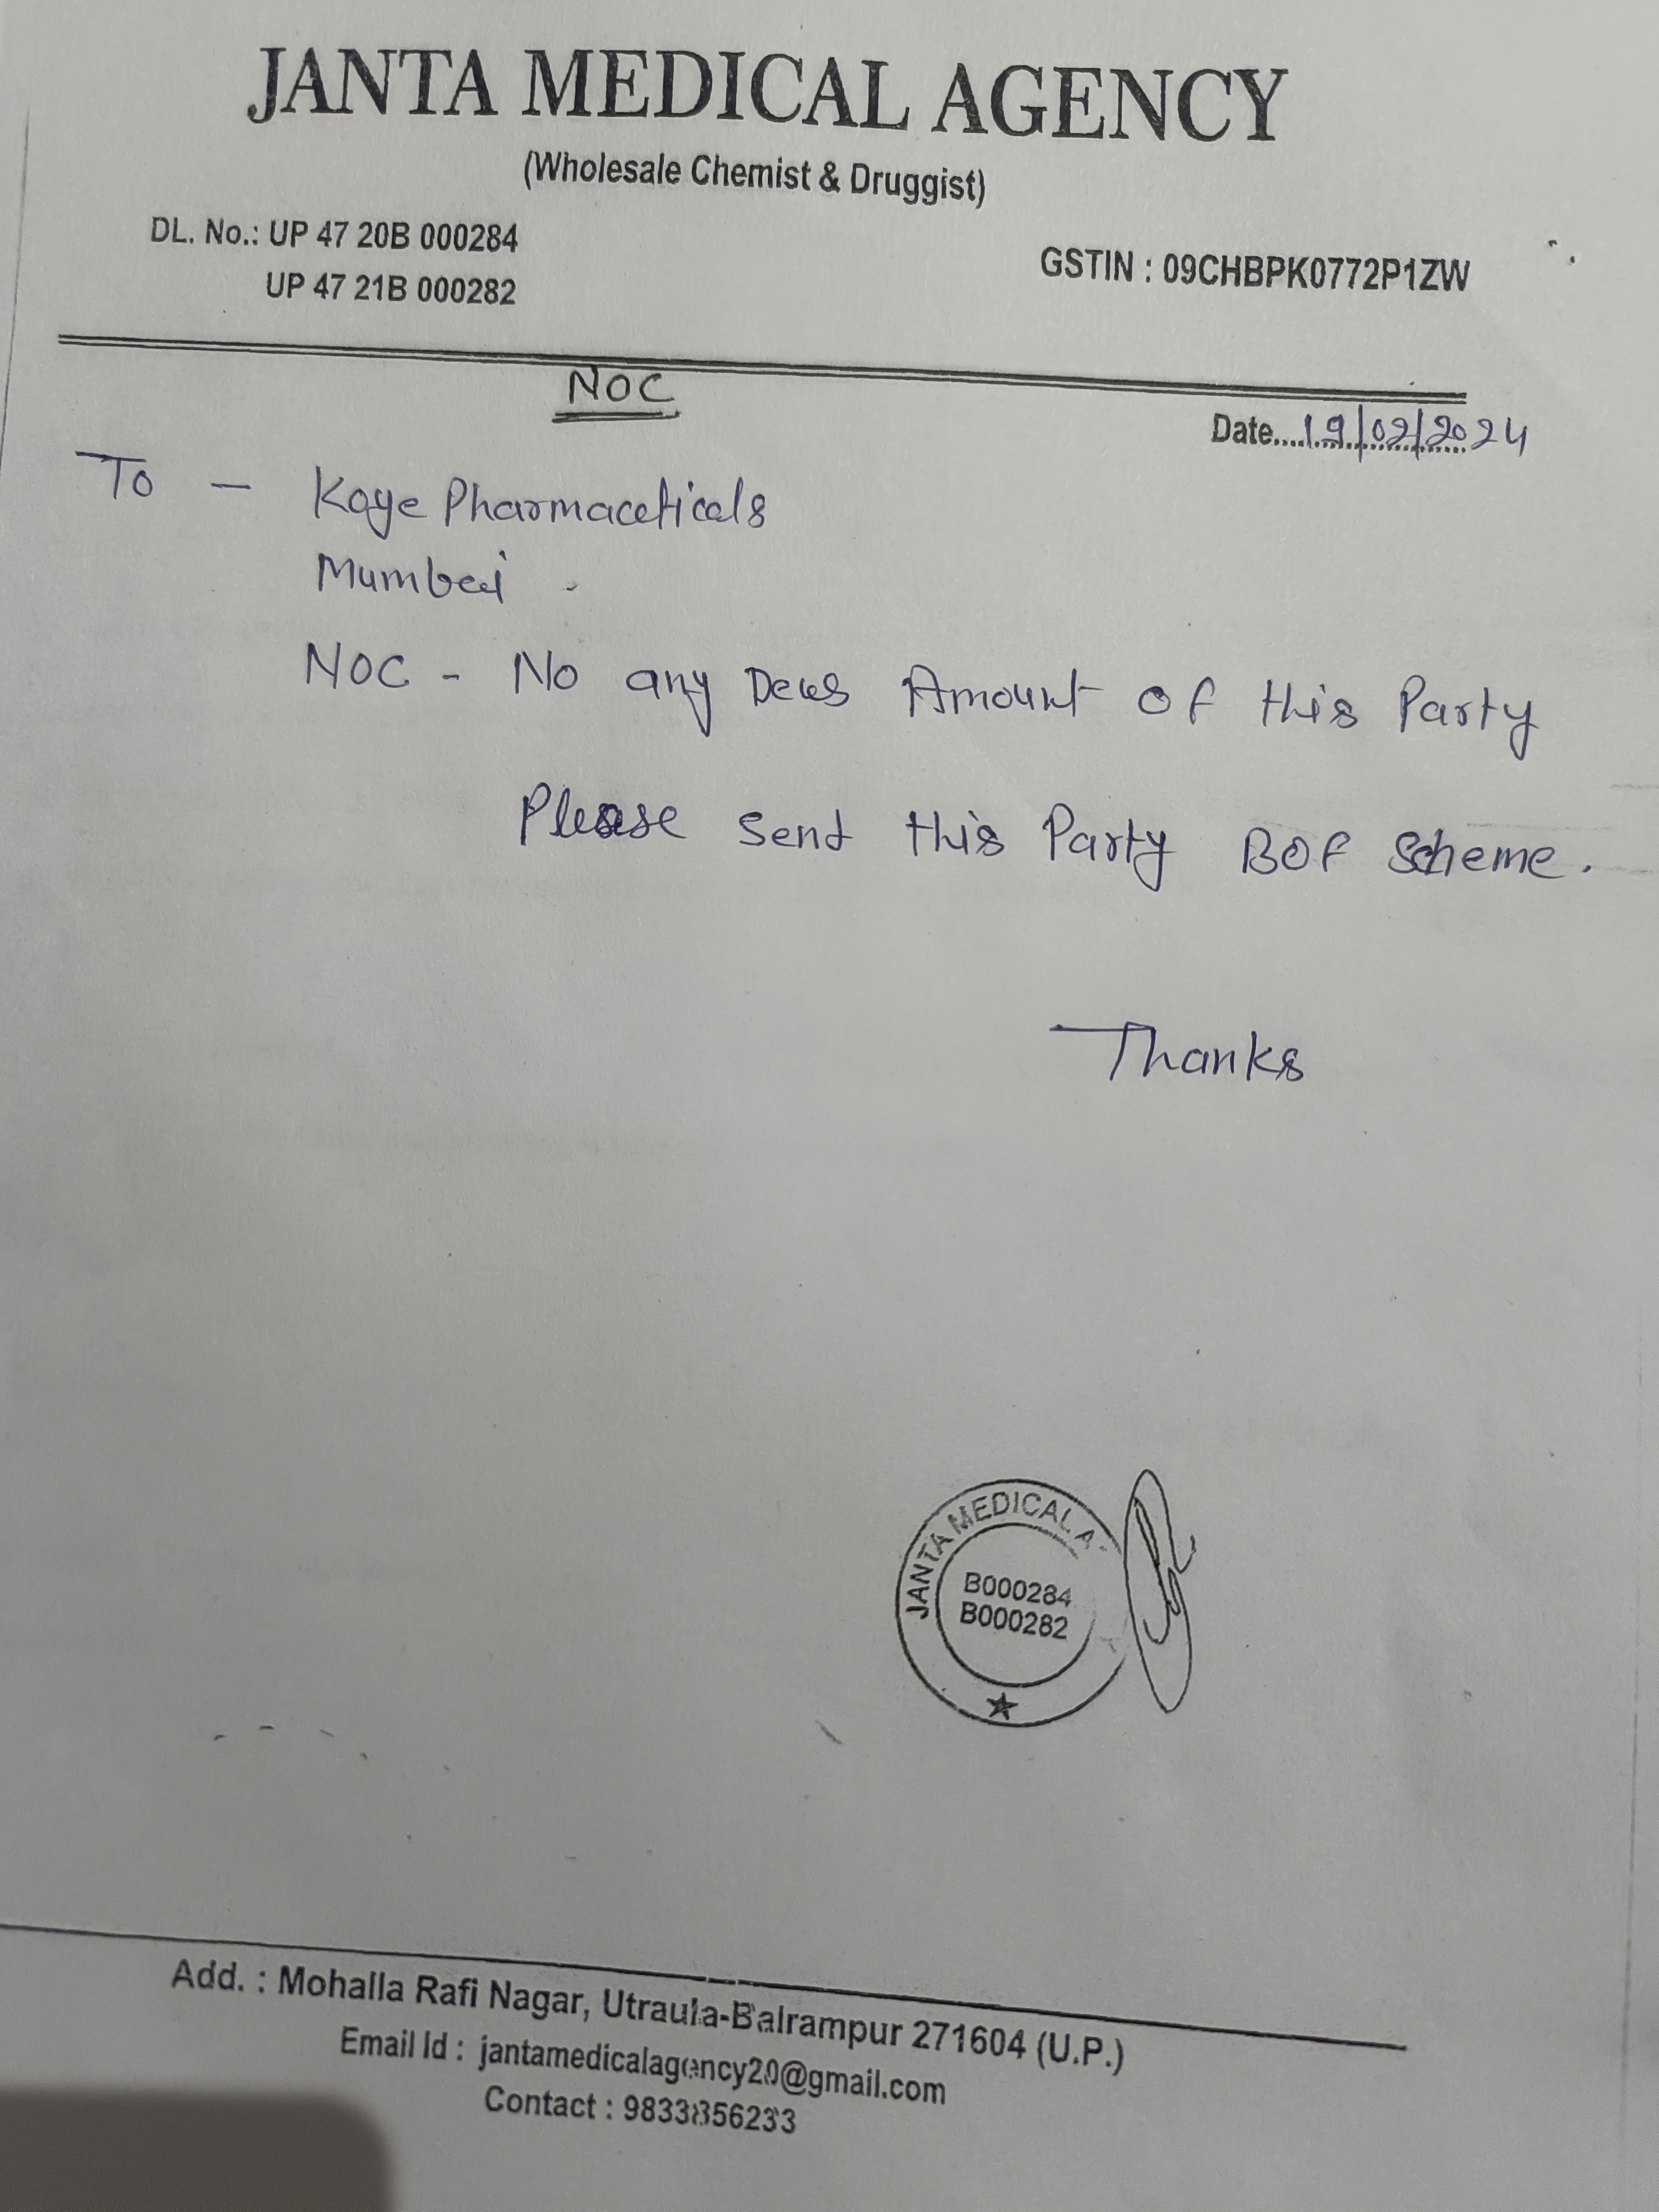 JANTA MEDICAL AGENCY
(Wholesale Chemist & Druggist)
DL. No.: UP 47 20B 000284
UP 47 21B 000282
GSTIN : 09CHBPK0772P1ZW
NOC
Date....19/02/2024
To - Koye Pharmaceticals
Mumbai
NOC - No any Deus Amount of this Party
Please send this Party BOF Scheme.
Thanks
JANTA MEDICAL A
B000284
B000282
Add. : Mohalla Rafi Nagar, Utraula-Balrampur 271604 (U.P.)
Email Id : jantamedicalagency20@gmail.com
Contact : 9833856233